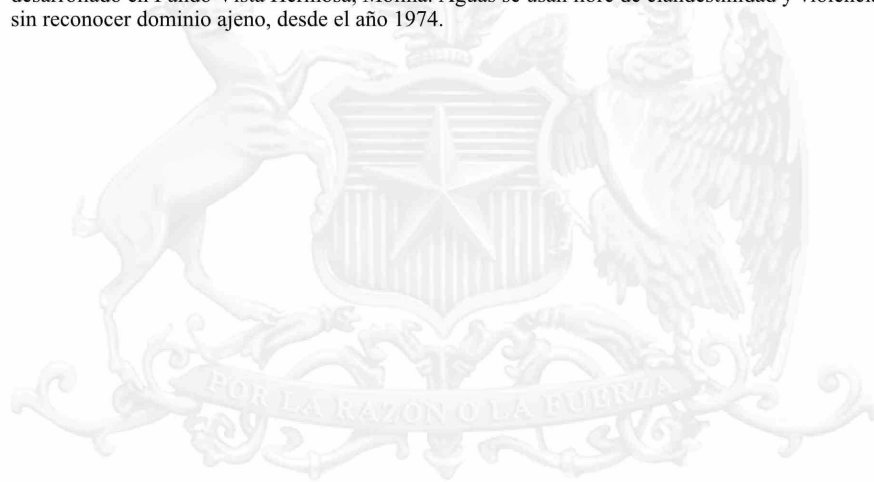 desarrollado en Fundo Vista Hermosa, Molina. Aguas se usan libre de clandestinidad y violencia
sin reconocer dominio ajeno, desde el año 1974.
POR LA RAZON O LA FUERZA